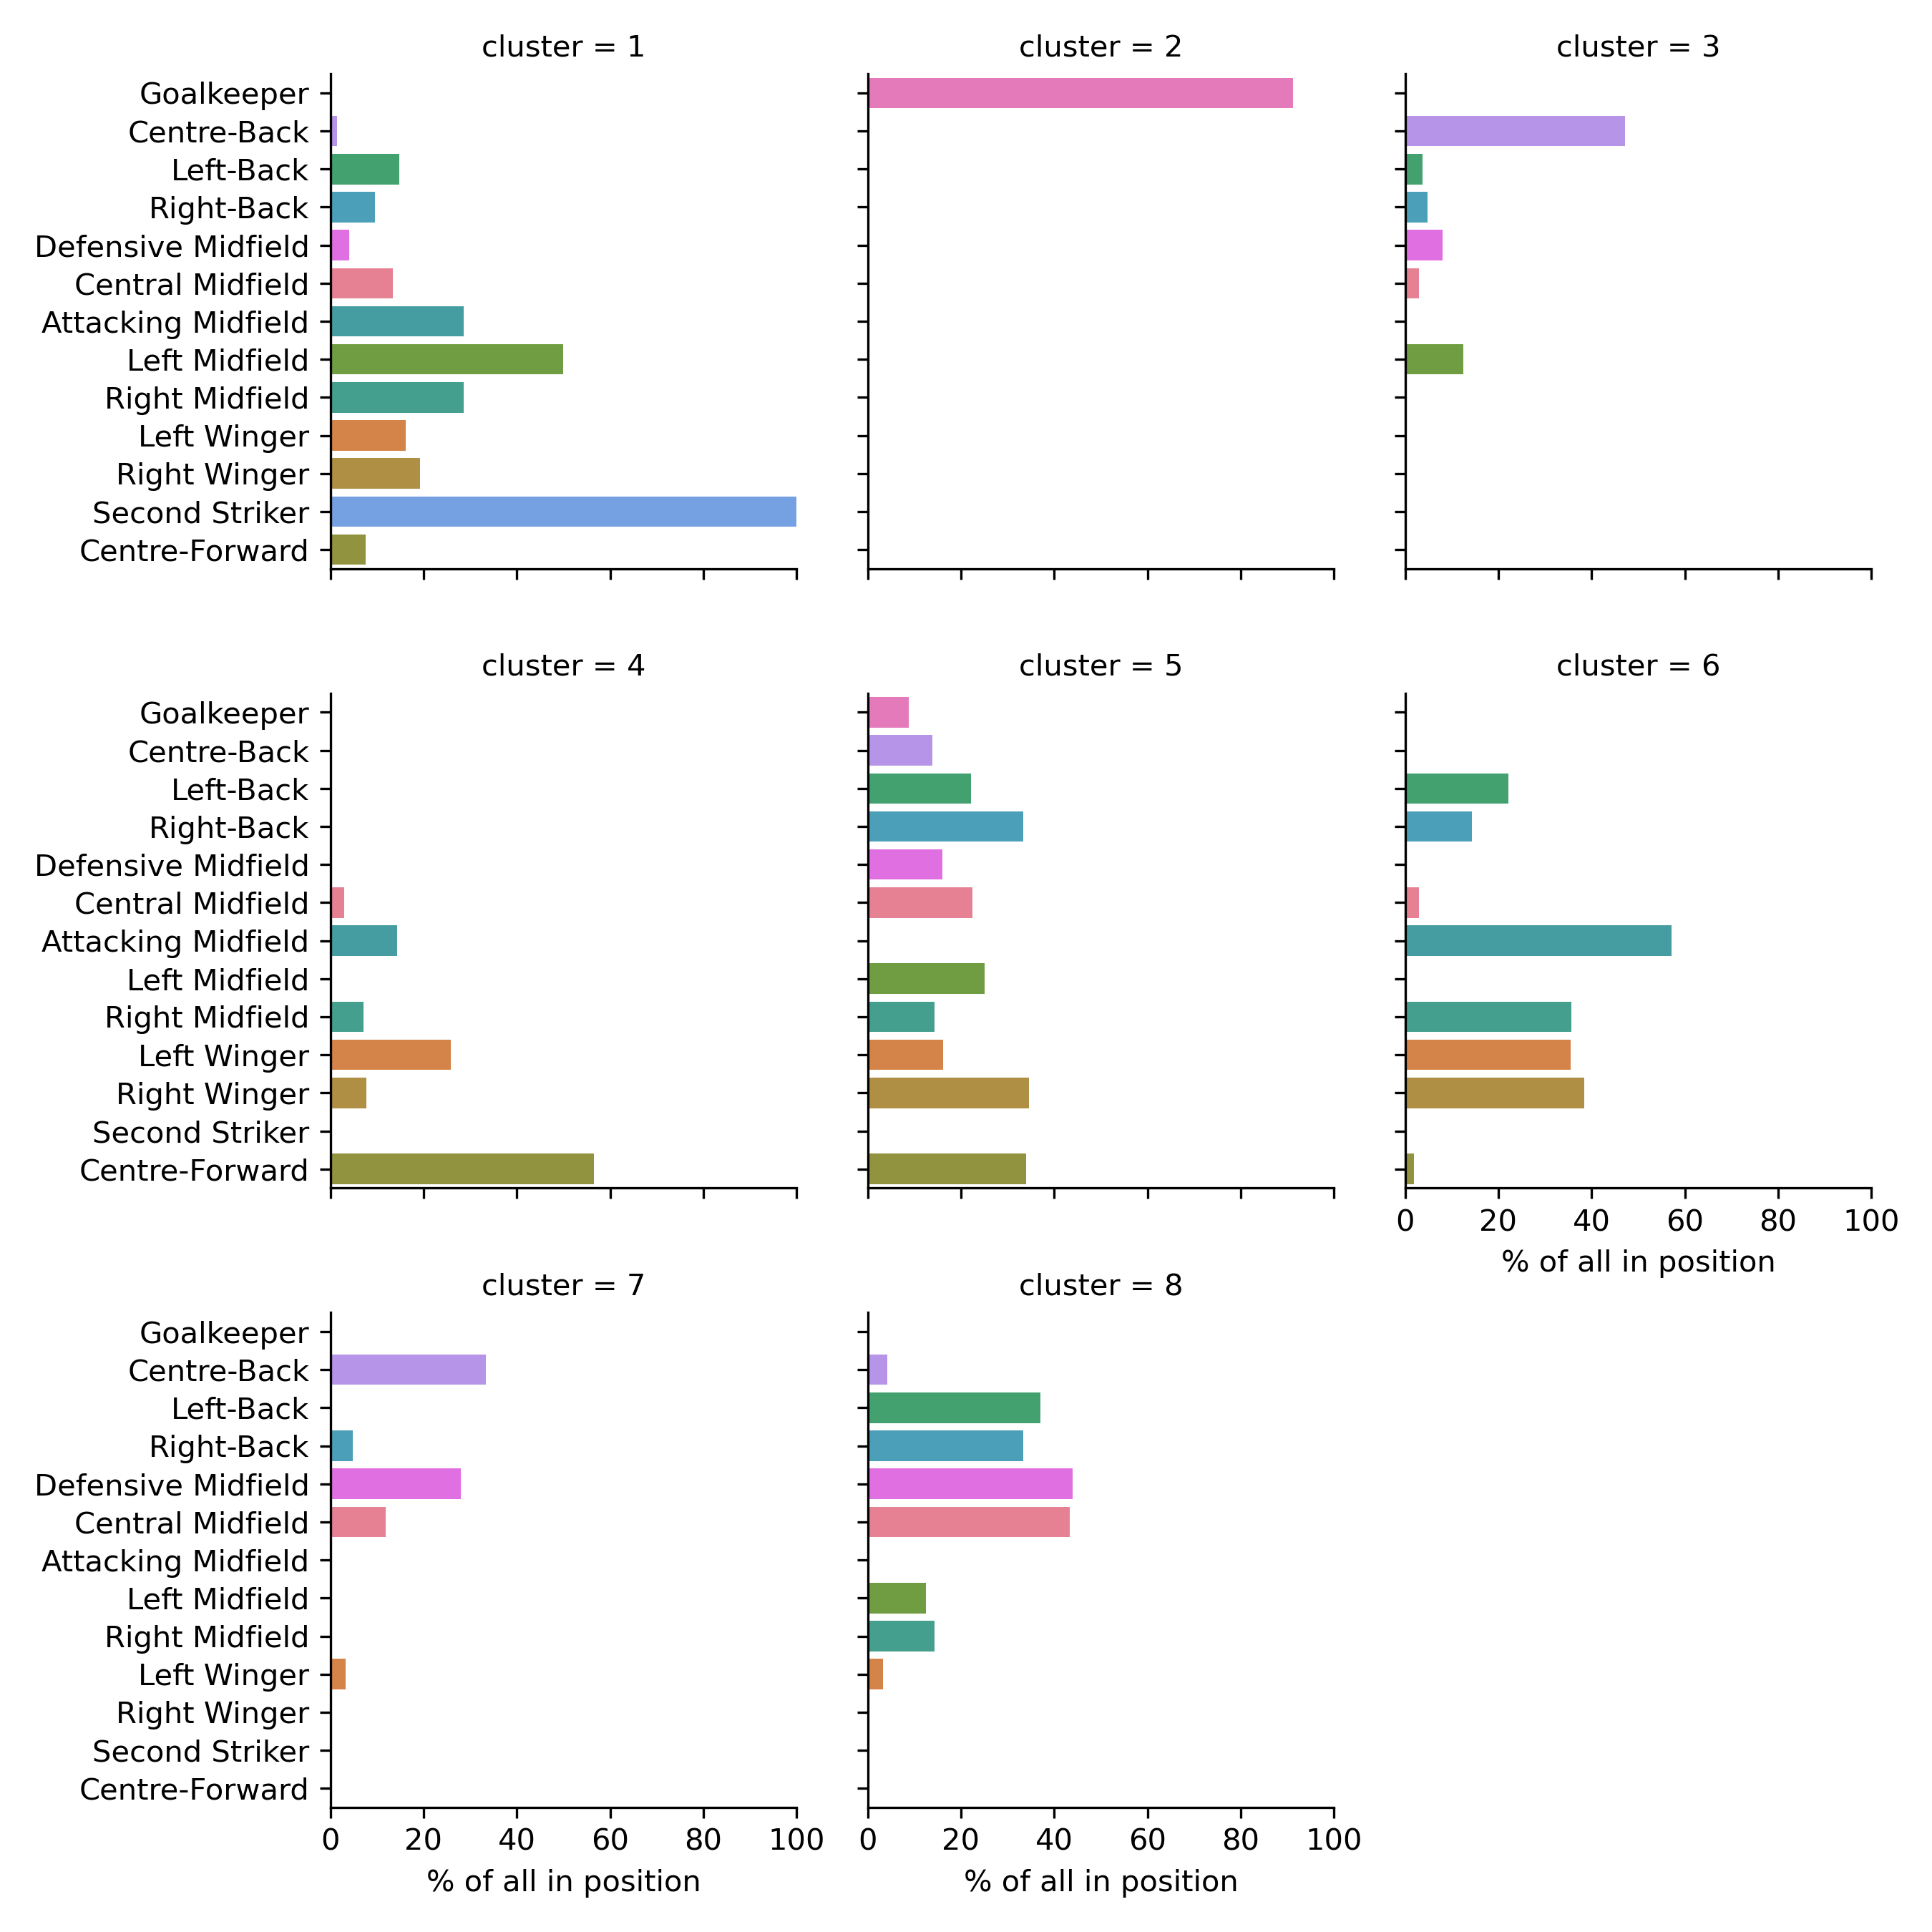 cluster = 1
cluster = 2
cluster = 3
Goalkeeper
Centre-Back
Left-Back
Right-Back
Defensive Midfield
Central Midfield
Attacking Midfield
Left Midfield
Right Midfield
Left Winger
Right Winger
Second Striker
Centre-Forward
cluster = 4
cluster = 5
cluster = 6
Goalkeeper
Centre-Back
Left-Back
Right-Back
Defensive Midfield
Central Midfield
Attacking Midfield
Left Midfield
Right Midfield
Left Winger
Right Winger
Second Striker
Centre-Forward
0 20 40 60 80 100
% of all in position
cluster = 7
cluster = 8
Goalkeeper
Centre-Back
Left-Back
Right-Back
Defensive Midfield
Central Midfield
Attacking Midfield
Left Midfield
Right Midfield
Left Winger
Right Winger
Second Striker
Centre-Forward
0 20 40 60 80 100
% of all in position
0 20 40 60 80 100
% of all in position